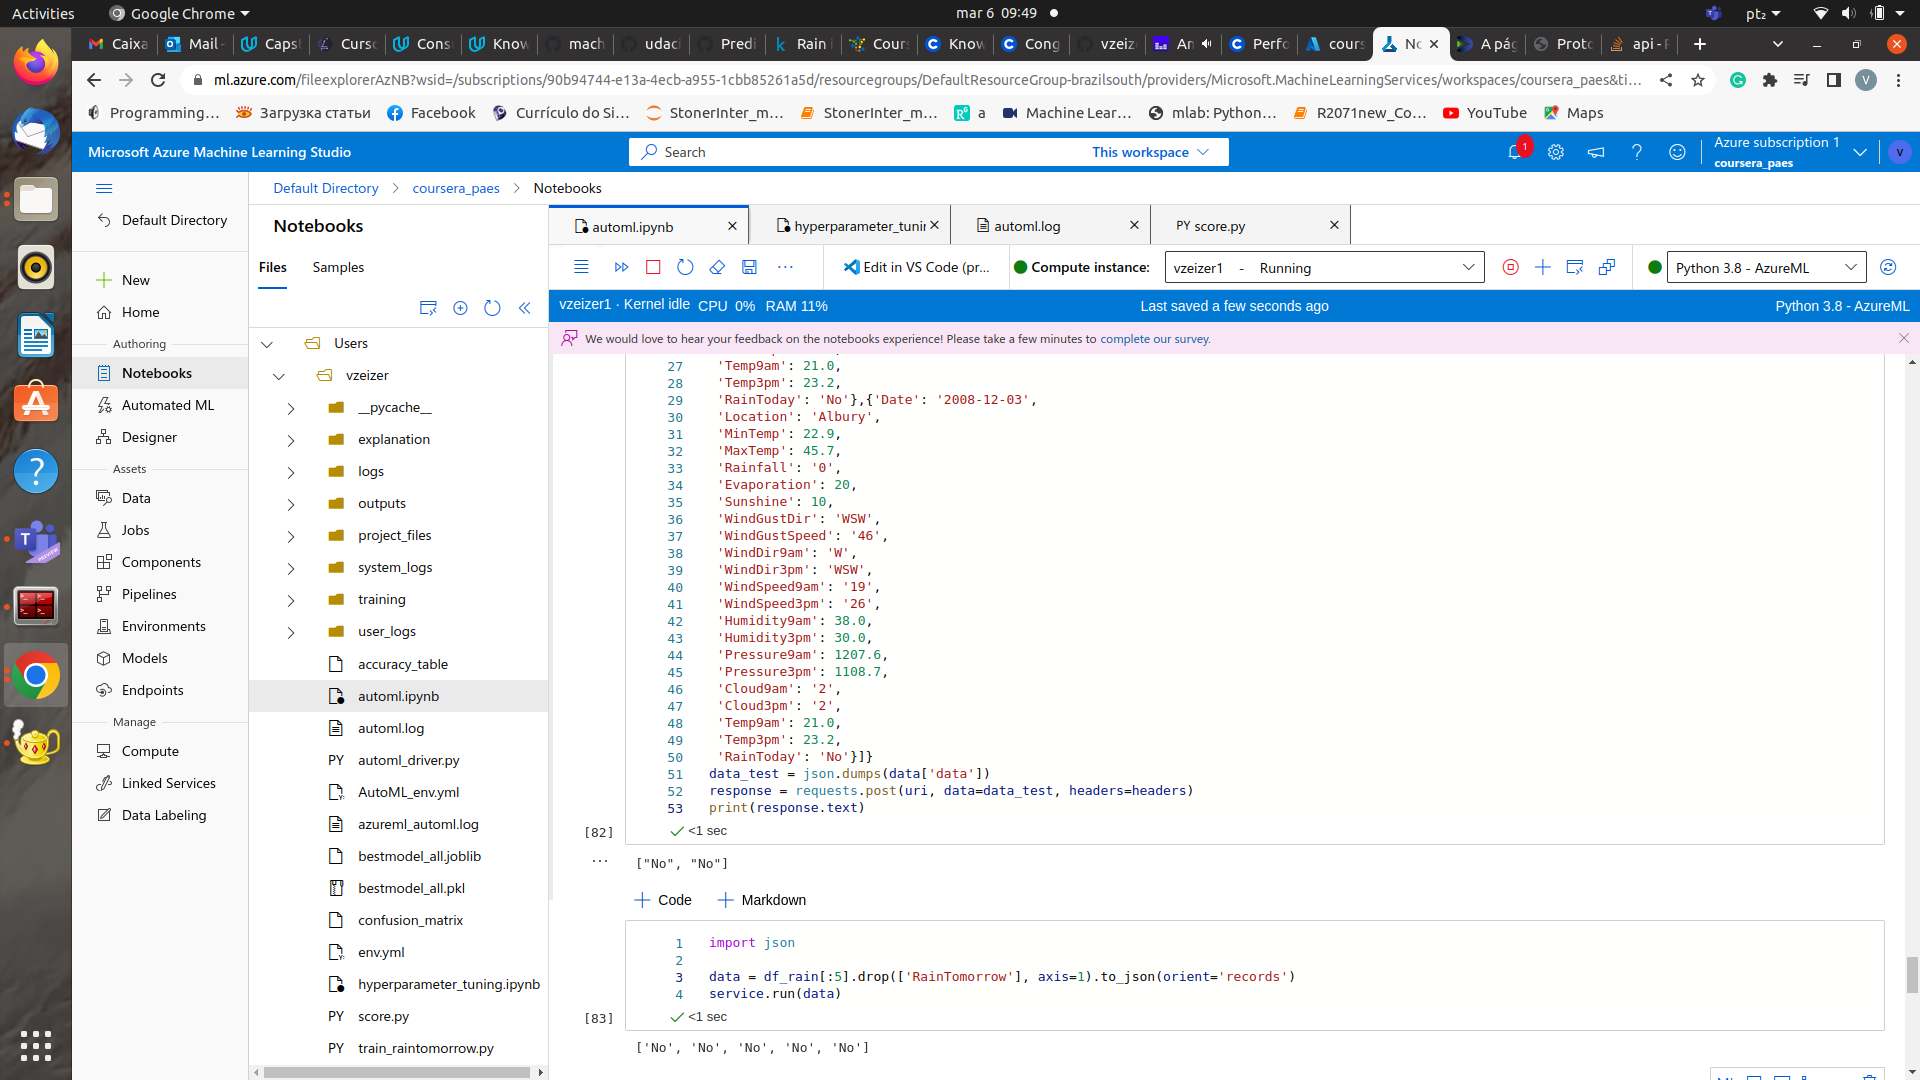 Activities Google Chrome mar 6 09:49 pt₂
Caixa Mail - Capst Curso Cons Know mach udaci Predi Rain i Cours Know Cong vzeize An Perfo cours No A pág Proto api - F
ml.azure.com/fileexplorerAzNB?wsid=/subscriptions/90b94744-e13a-4ecb-a955-1cbb85261a5d/resourcegroups/DefaultResourceGroup-brazilsouth/providers/Microsoft.MachineLearningServices/workspaces/coursera_paes&ti... V
Programming... Загрузка статьи Facebook Currículo do Si... StonerInter_m... StonerInter_m... a Machine Lear... mlab: Python... R2071new_Co... YouTube Maps
Microsoft Azure Machine Learning Studio Search This workspace 1 Azure subscription 1
coursera_paes V
Default Directory coursera_paes Notebooks
Default Directory
New
Home
Authoring
Notebooks
Automated ML
Designer
Assets
Data
Jobs
Components
Pipelines
Environments
Models
Endpoints
Manage
Compute
Linked Services
Data Labeling
Notebooks
Files Samples
Users
vzeizer
__pycache__
explanation
logs
outputs
project_files
system_logs
training
user_logs
accuracy_table
automl.ipynb
automl.log
PY automl_driver.py
AutoML_env.yml
azureml_automl.log
bestmodel_all.joblib
bestmodel_all.pkl
confusion_matrix
env.yml
hyperparameter_tuning.ipynb
PY score.py
PY train_raintomorrow.py
automl.ipynb hyperparameter_tunin automl.log PY score.py
Edit in VS Code (pr... Compute instance: vzeizer1 - Running Python 3.8 - AzureML
vzeizer1 · Kernel idle CPU 0% RAM 11% Last saved a few seconds ago Python 3.8 - AzureML
We would love to hear your feedback on the notebooks experience! Please take a few minutes to complete our survey.
27 'Temp9am': 21.0,
28 'Temp3pm': 23.2,
29 'RainToday': 'No'},{'Date': '2008-12-03',
30 'Location': 'Albury',
31 'MinTemp': 22.9,
32 'MaxTemp': 45.7,
33 'Rainfall': '0',
34 'Evaporation': 20,
35 'Sunshine': 10,
36 'WindGustDir': 'WSW',
37 'WindGustSpeed': '46',
38 'WindDir9am': 'W',
39 'WindDir3pm': 'WSW',
40 'WindSpeed9am': '19',
41 'WindSpeed3pm': '26',
42 'Humidity9am': 38.0,
43 'Humidity3pm': 30.0,
44 'Pressure9am': 1207.6,
45 'Pressure3pm': 1108.7,
46 'Cloud9am': '2',
47 'Cloud3pm': '2',
48 'Temp9am': 21.0,
49 'Temp3pm': 23.2,
50 'RainToday': 'No'}]}
51 data_test = json.dumps(data['data'])
52 response = requests.post(uri, data=data_test, headers=headers)
53 print(response.text)
[82] <1 sec
["No", "No"]
Code Markdown
1 import json
2
3 data = df_rain[:5].drop(['RainTomorrow'], axis=1).to_json(orient='records')
4 service.run(data)
[83] <1 sec
['No', 'No', 'No', 'No', 'No']